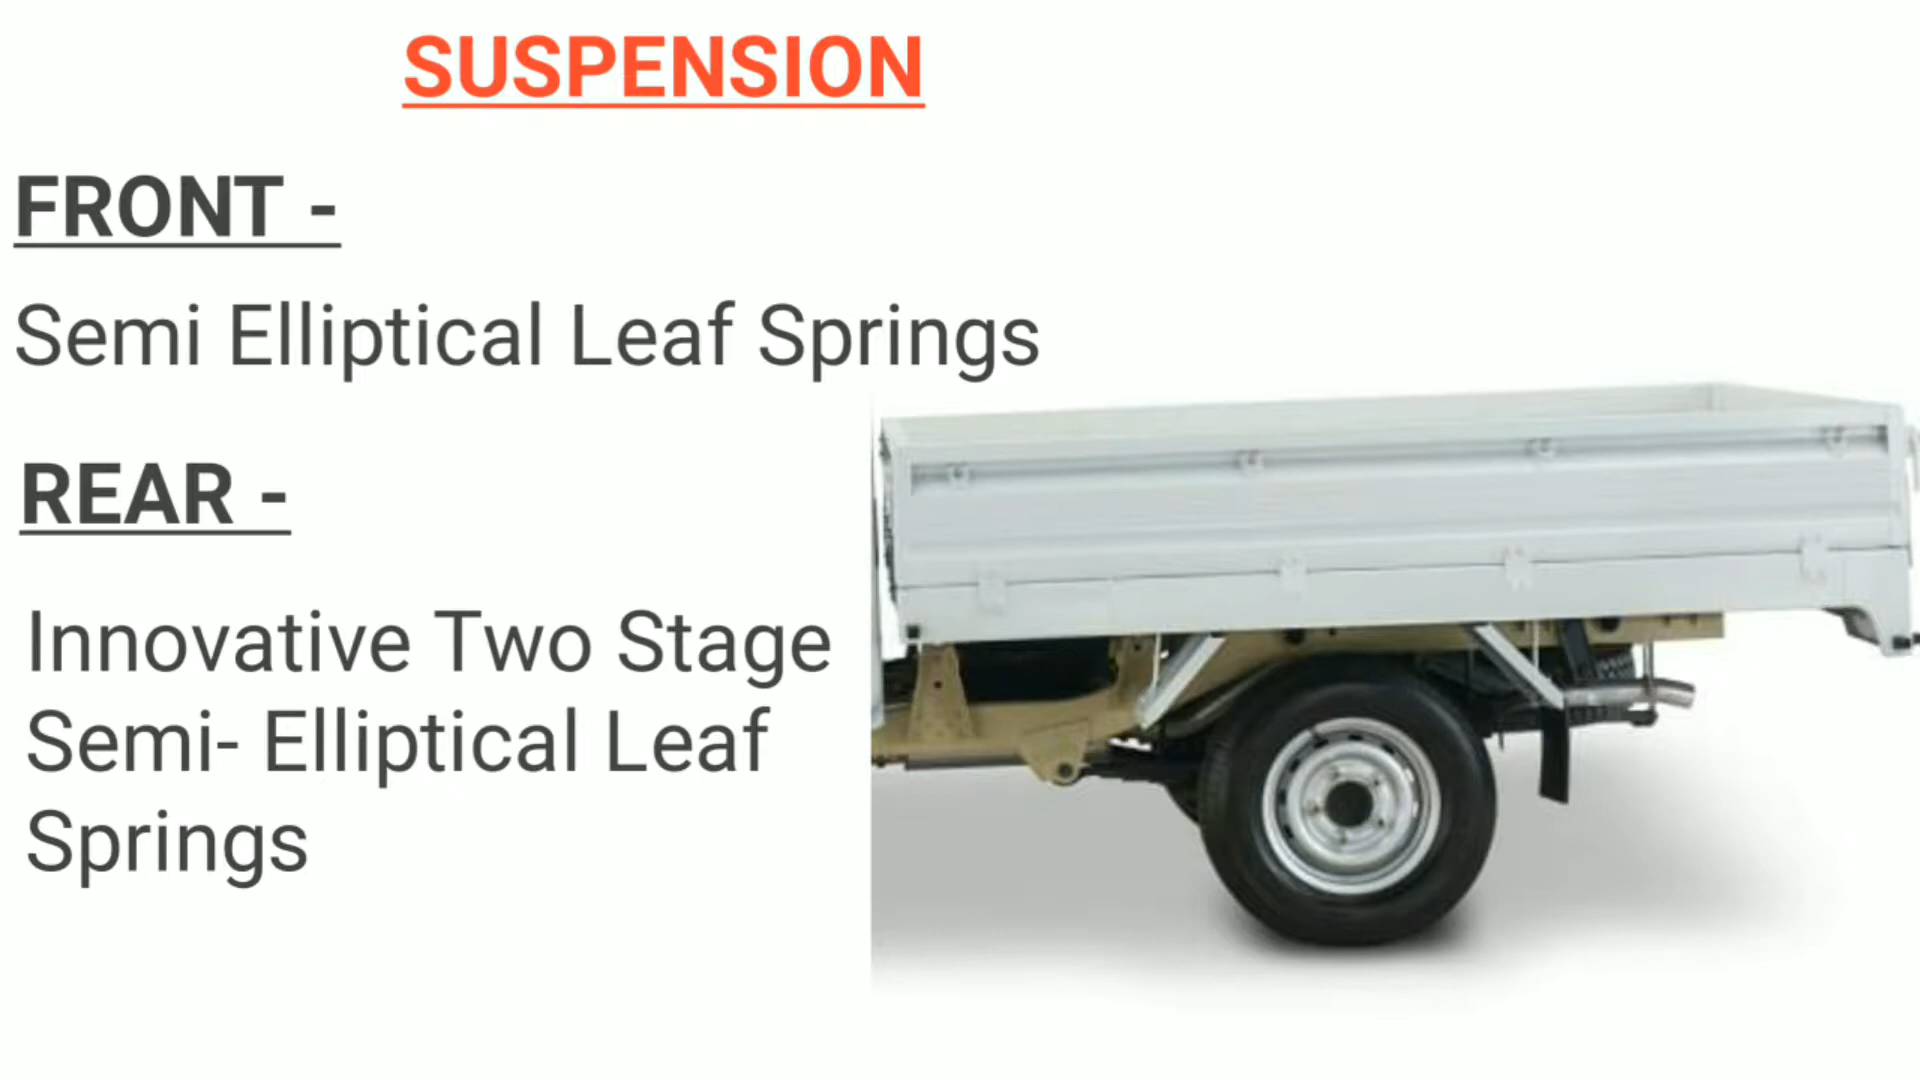 SUSPENSION
FRONT -
Semi Elliptical Leaf Springs
REAR -
Innovative Two Stage
Semi- Elliptical Leaf
Springs